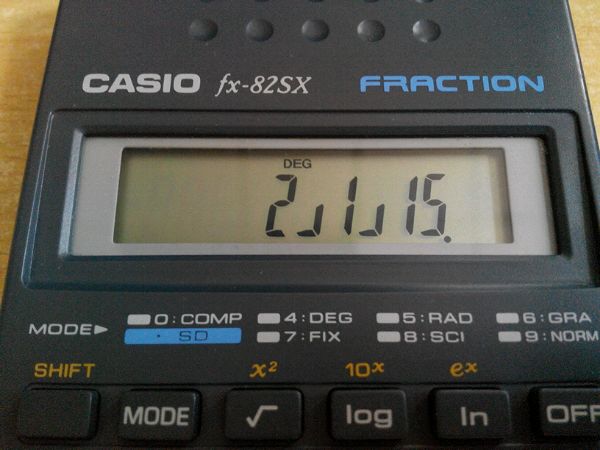 CASIO fx-82SX FRACTION
DEG
2⌟1⌟15.
MODE▶ 0:COMP 4:DEG 5:RAD 6:GRA
· SD 7:FIX 8:SCI 9:NORM
SHIFT x² 10ˣ eˣ
MODE √ log ln OFF